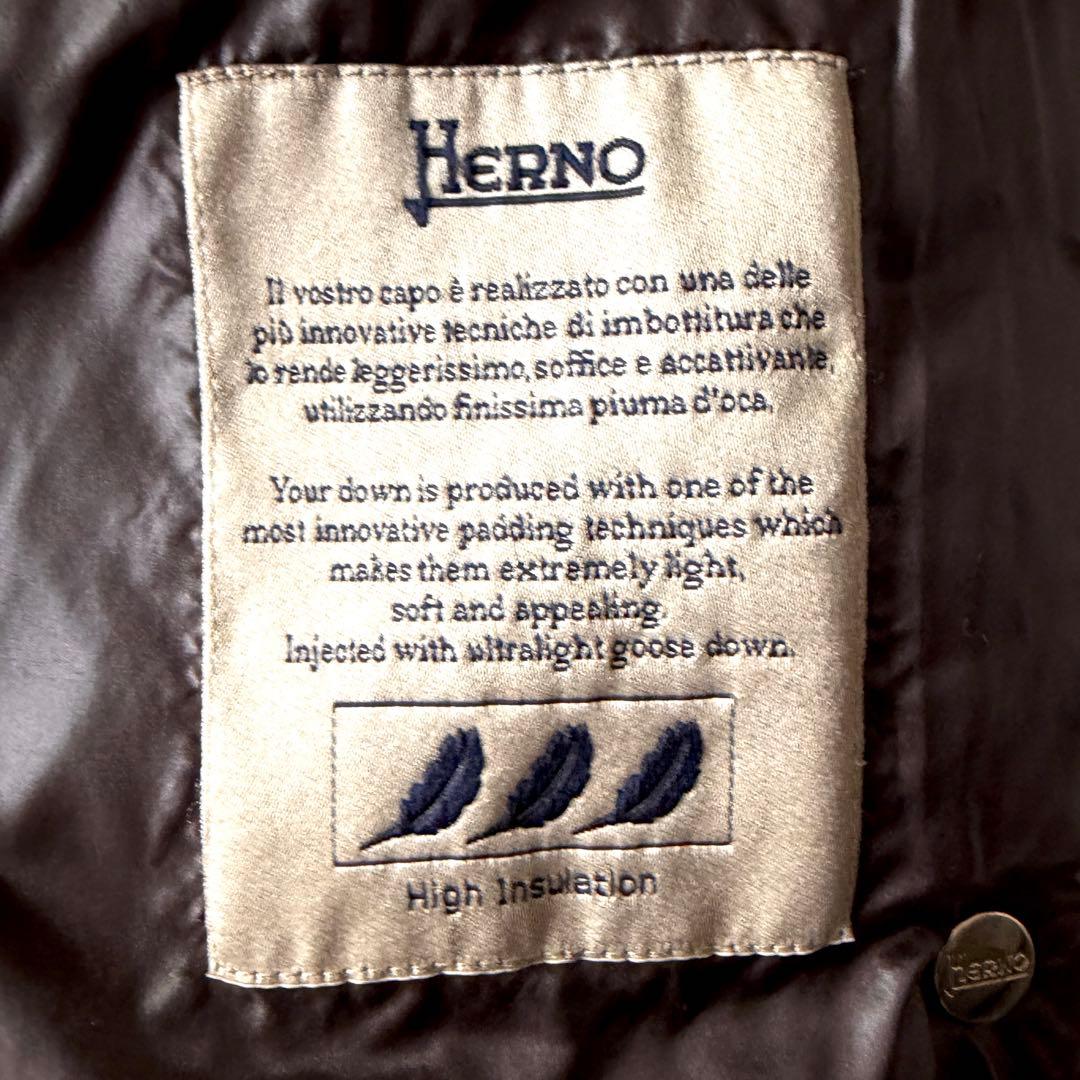 HERNO
Il vostro capo è realizzato con una delle
più innovative tecniche di imbottitura che
lo rende leggerissimo, soffice e accattivante,
utilizzando finissima piuma d'oca.
Your down is produced with one of the
most innovative padding techniques which
makes them extremely light,
soft and appealing.
Injected with ultralight goose down.
High Insulation
HERNO